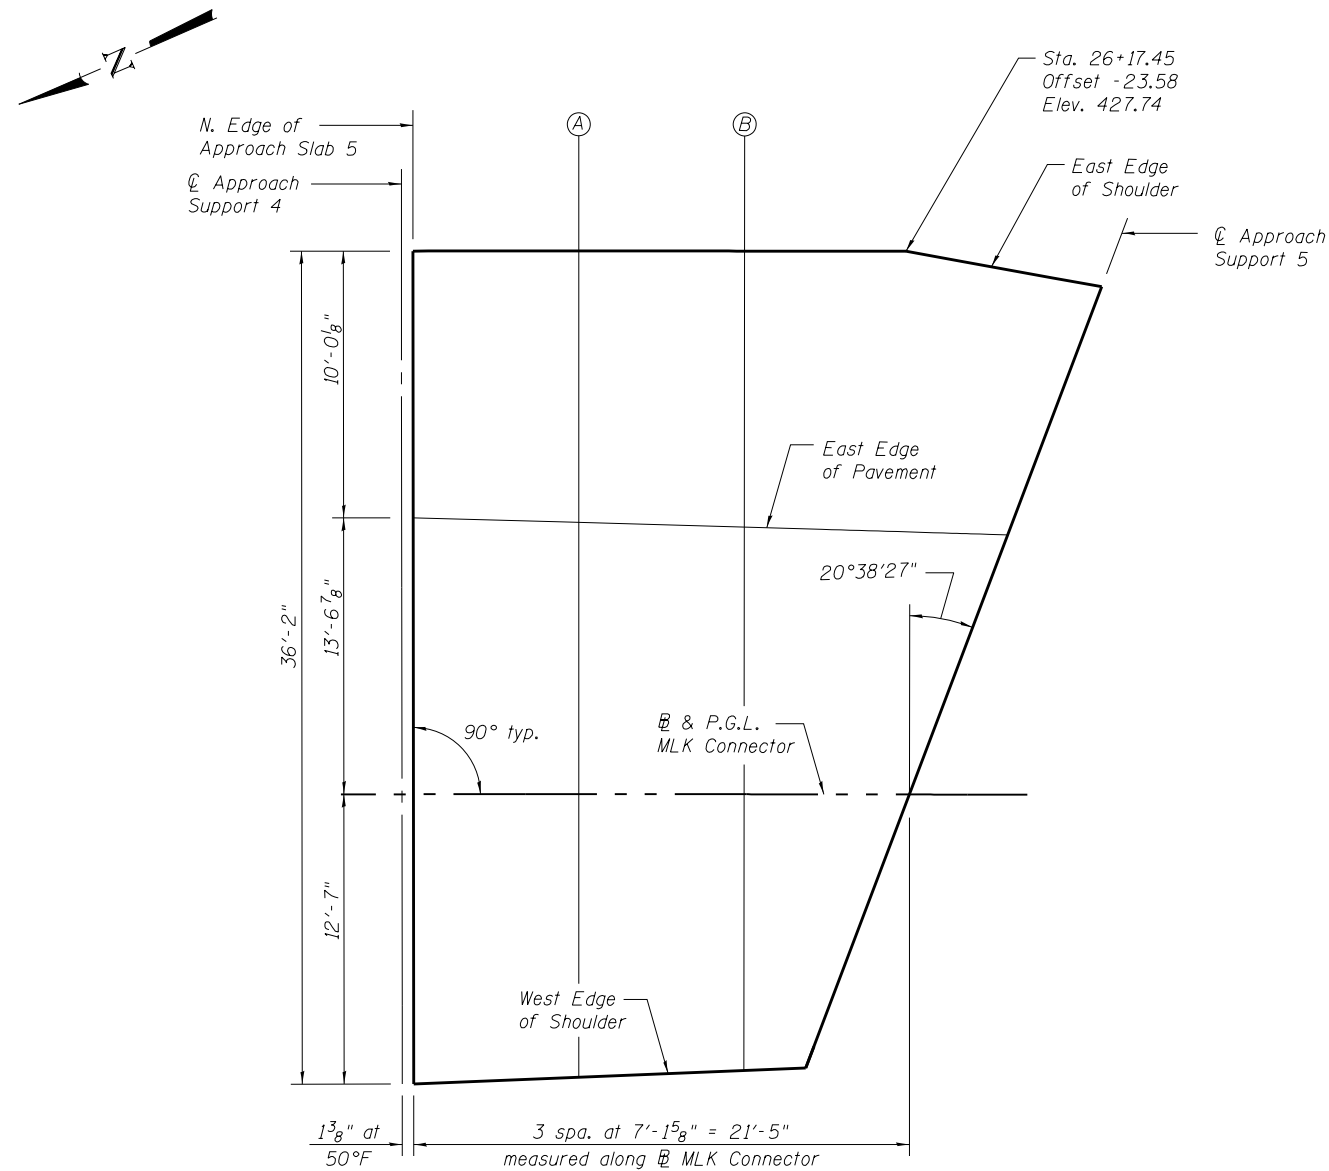 N
Sta. 26+17.45
Offset -23.58
Elev. 427.74
N. Edge of
Approach Slab 5
A
B
East Edge
of Shoulder
℄ Approach
Support 4
℄ Approach
Support 5
10'-0⅛"
East Edge
of Pavement
20°38'27"
36'-2"
13'-6⅞"
90° typ.
℔ & P.G.L.
MLK Connector
12'-7"
West Edge
of Shoulder
1⅜" at
50°F
3 spa. at 7'-1⅝" = 21'-5"
measured along ℔ MLK Connector